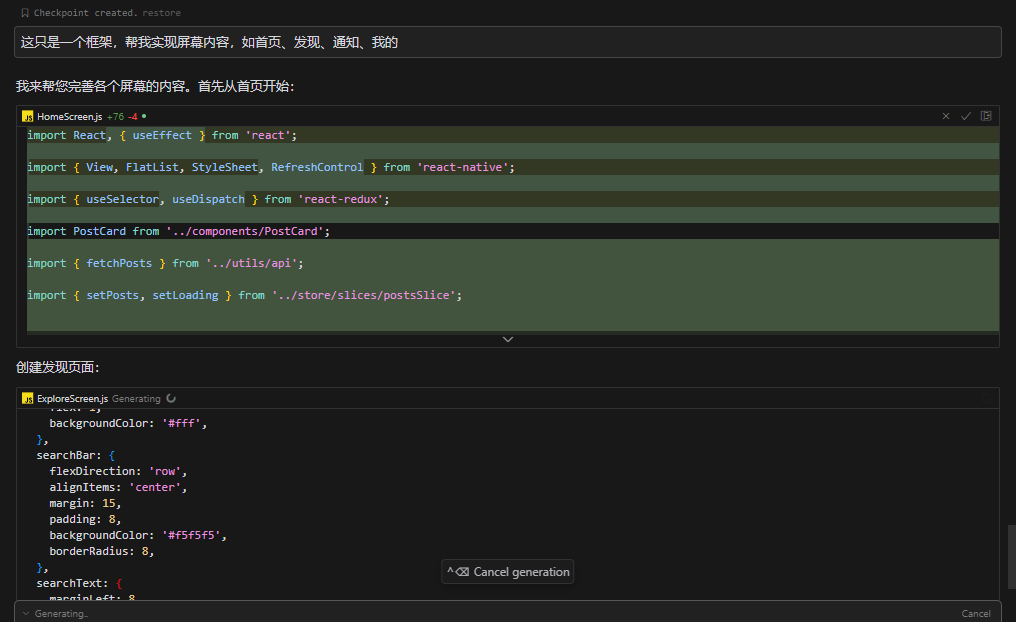 Checkpoint created. restore
这只是一个框架，帮我实现屏幕内容，如首页、发现、通知、我的
我来帮您完善各个屏幕的内容。首先从首页开始：
JS HomeScreen.js +76 -4
import React, { useEffect } from 'react';
import { View, FlatList, StyleSheet, RefreshControl } from 'react-native';
import { useSelector, useDispatch } from 'react-redux';
import PostCard from '../components/PostCard';
import { fetchPosts } from '../utils/api';
import { setPosts, setLoading } from '../store/slices/postsSlice';
创建发现页面：
JS ExploreScreen.js Generating
flex: 1,
backgroundColor: '#fff',
},
searchBar: {
flexDirection: 'row',
alignItems: 'center',
margin: 15,
padding: 8,
backgroundColor: '#f5f5f5',
borderRadius: 8,
},
searchText: {
marginLeft: 8
^⌫ Cancel generation
Generating.. Cancel